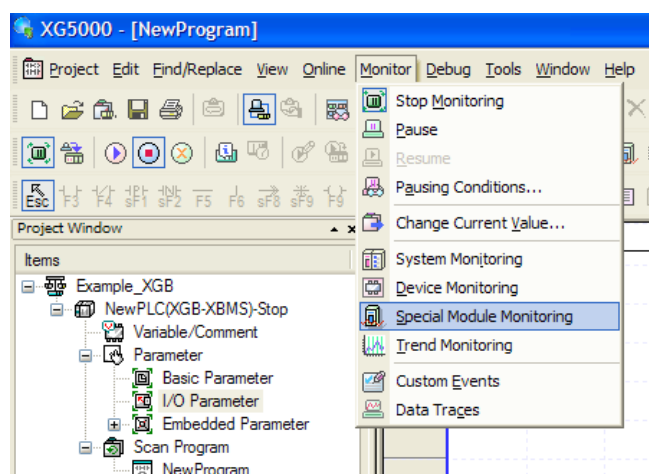 XG5000 - [NewProgram]
Project Edit Find/Replace View Online Monitor Debug Tools Window Help
Stop Monitoring
Pause
Resume
Pausing Conditions...
Change Current Value...
System Monitoring
Device Monitoring
Special Module Monitoring
Trend Monitoring
Custom Events
Data Traces
Esc F3 F4 sF1 sF2 F5 F6 sF8 sF9 F9
Project Window
Items
Example_XGB
NewPLC(XGB-XBMS)-Stop
Variable/Comment
Parameter
Basic Parameter
I/O Parameter
Embedded Parameter
Scan Program
NewProgram